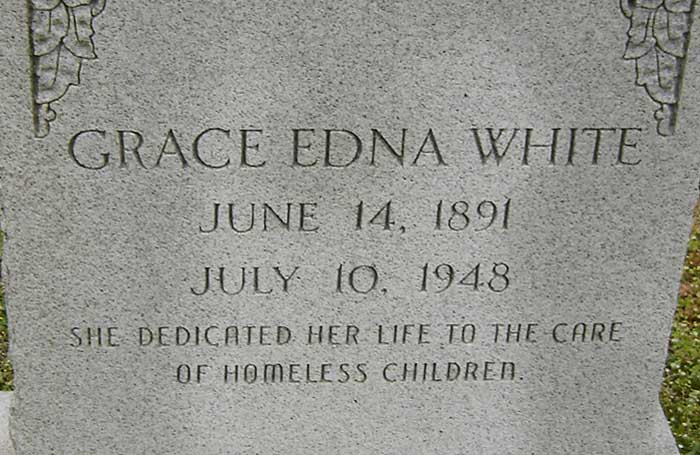 GRACE EDNA WHITE
JUNE 14, 1891
JULY 10, 1948
SHE DEDICATED HER LIFE TO THE CARE
OF HOMELESS CHILDREN.